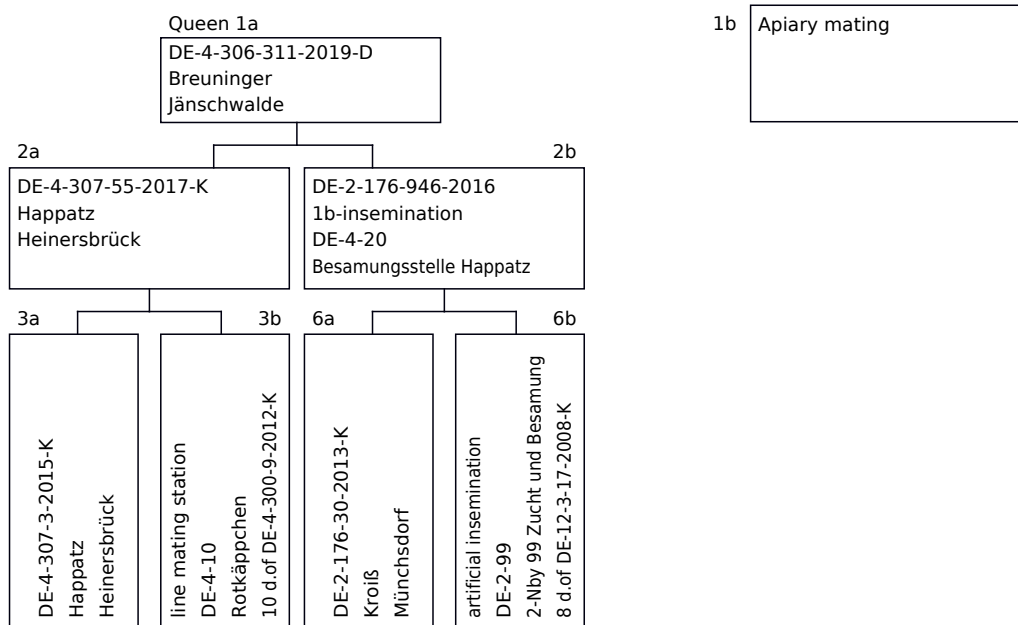 Queen 1a
DE-4-306-311-2019-D
Breuninger
Jänschwalde
1b
Apiary mating
2a
DE-4-307-55-2017-K
Happatz
Heinersbrück
2b
DE-2-176-946-2016
1b-insemination
DE-4-20
Besamungsstelle Happatz
3a
DE-4-307-3-2015-K
Happatz
Heinersbrück
3b
line mating station
DE-4-10
Rotkäppchen
10 d.of DE-4-300-9-2012-K
6a
DE-2-176-30-2013-K
Kroiß
Münchsdorf
6b
artificial insemination
DE-2-99
2-Nby 99 Zucht und Besamung
8 d.of DE-12-3-17-2008-K